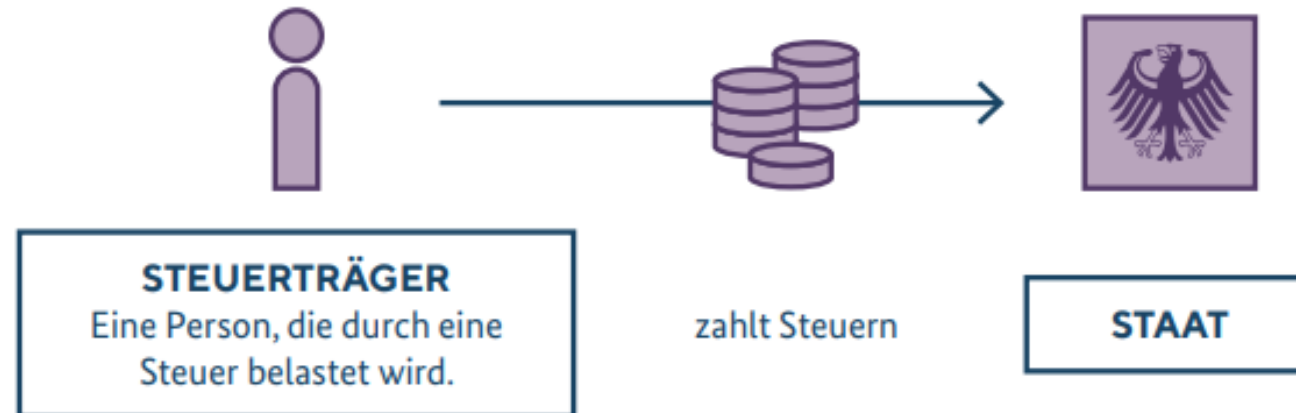 STEUERTRÄGER
Eine Person, die durch eine
Steuer belastet wird.
zahlt Steuern
STAAT